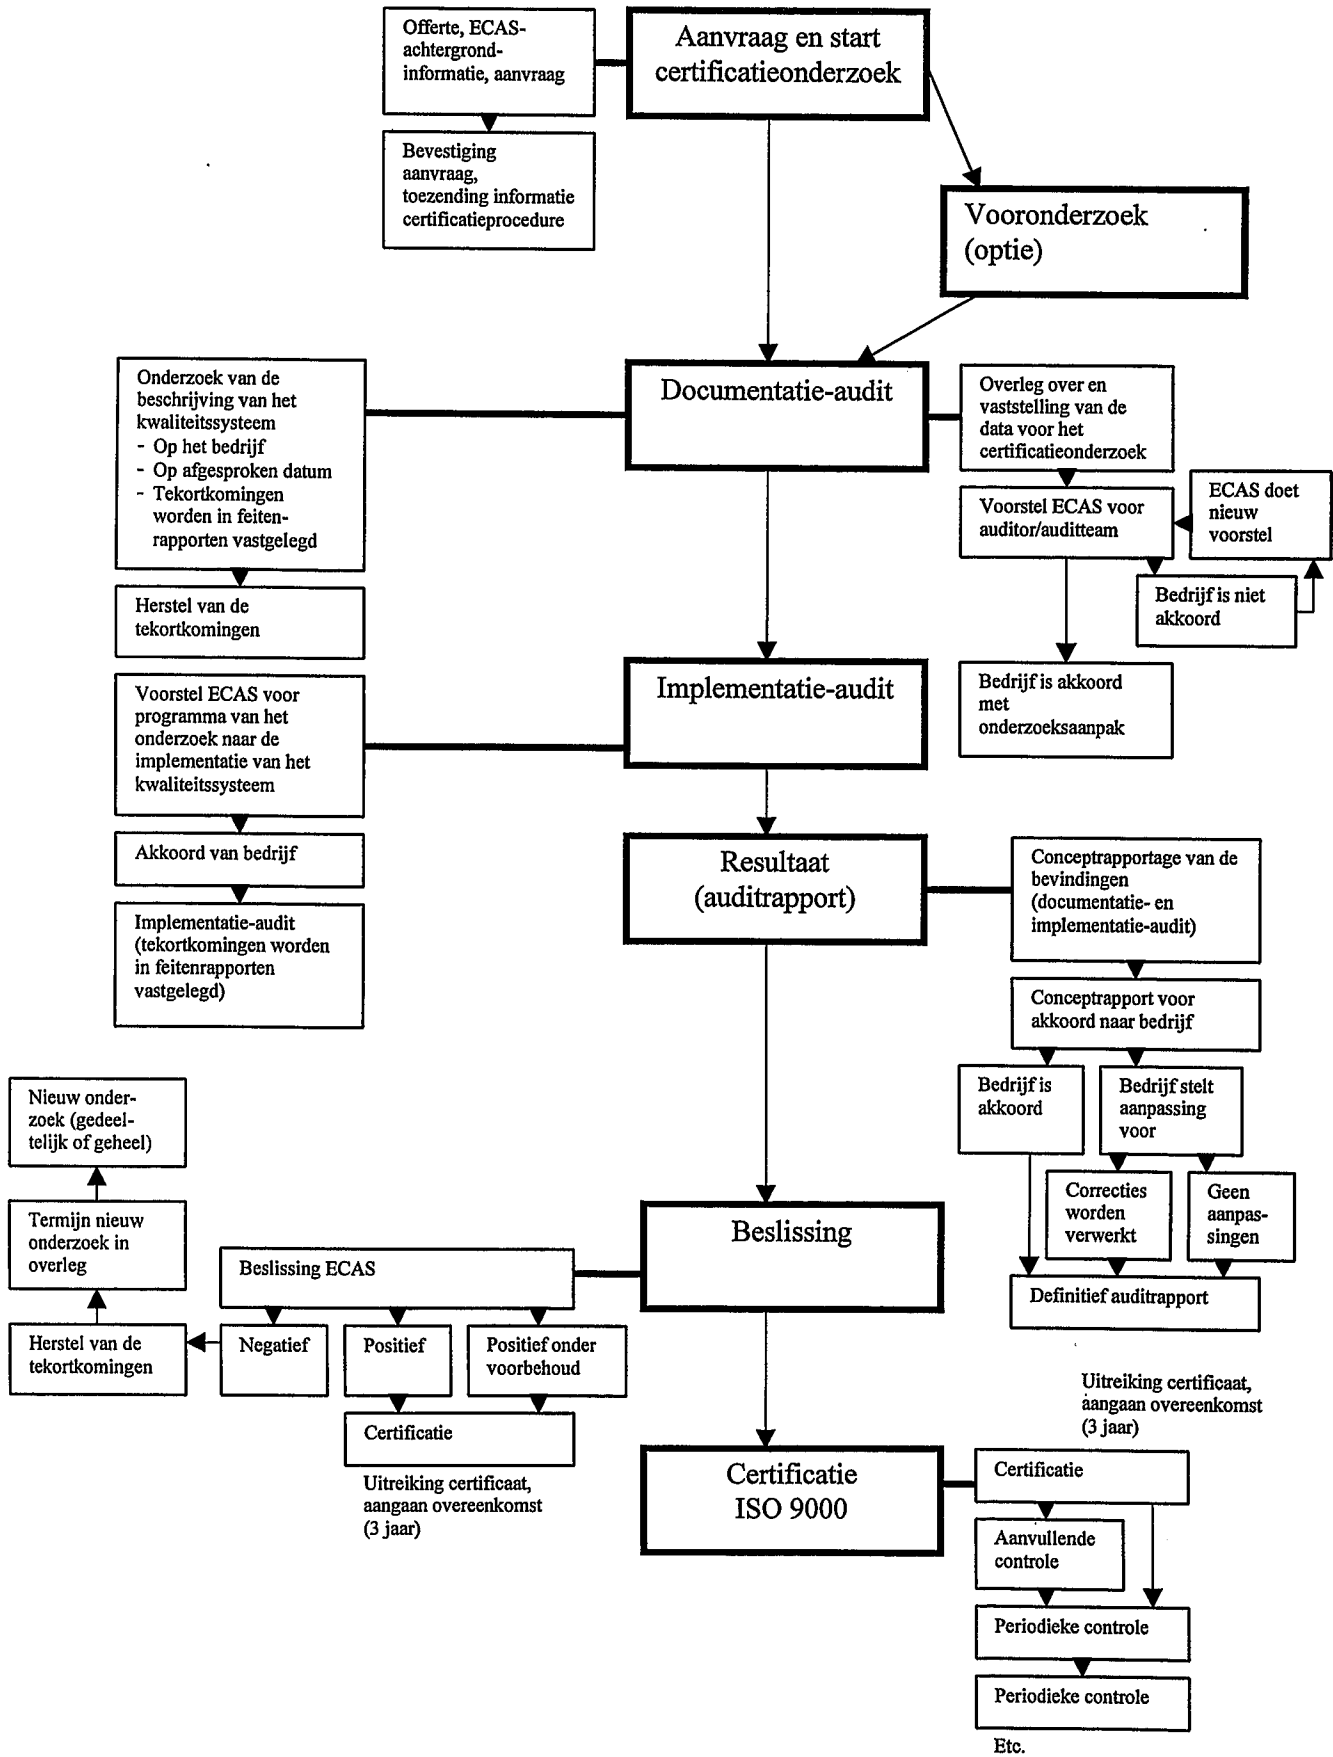 Offerte, ECAS-
achtergrond-
informatie, aanvraag
Aanvraag en start
certificatieonderzoek
Bevestiging
aanvraag,
toezending informatie
certificatieprocedure
Vooronderzoek
(optie)
Onderzoek van de
beschrijving van het
kwaliteitssysteem
- Op het bedrijf
- Op afgesproken datum
- Tekortkomingen
worden in feiten-
rapporten vastgelegd
Herstel van de
tekortkomingen
Documentatie-audit
Overleg over en
vaststelling van de
data voor het
certificatieonderzoek
Voorstel ECAS voor
auditor/auditteam
ECAS doet
nieuw
voorstel
Bedrijf is niet
akkoord
Bedrijf is akkoord
met
onderzoeksaanpak
Voorstel ECAS voor
programma van het
onderzoek naar de
implementatie van het
kwaliteitssysteem
Implementatie-audit
Akkoord van bedrijf
Implementatie-audit
(tekortkomingen worden
in feitenrapporten
vastgelegd)
Resultaat
(auditrapport)
Conceptrapportage van de
bevindingen
(documentatie- en
implementatie-audit)
Conceptrapport voor
akkoord naar bedrijf
Bedrijf is
akkoord
Bedrijf stelt
aanpassing
voor
Correcties
worden
verwerkt
Geen
aanpas-
singen
Definitief auditrapport
Nieuw onder-
zoek (gedeel-
telijk of geheel)
Termijn nieuw
onderzoek in
overleg
Herstel van de
tekortkomingen
Beslissing
Beslissing ECAS
Negatief
Positief
Positief onder
voorbehoud
Certificatie
Uitreiking certificaat,
aangaan overeenkomst
(3 jaar)
Certificatie
ISO 9000
Uitreiking certificaat,
aangaan overeenkomst
(3 jaar)
Certificatie
Aanvullende
controle
Periodieke controle
Periodieke controle
Etc.